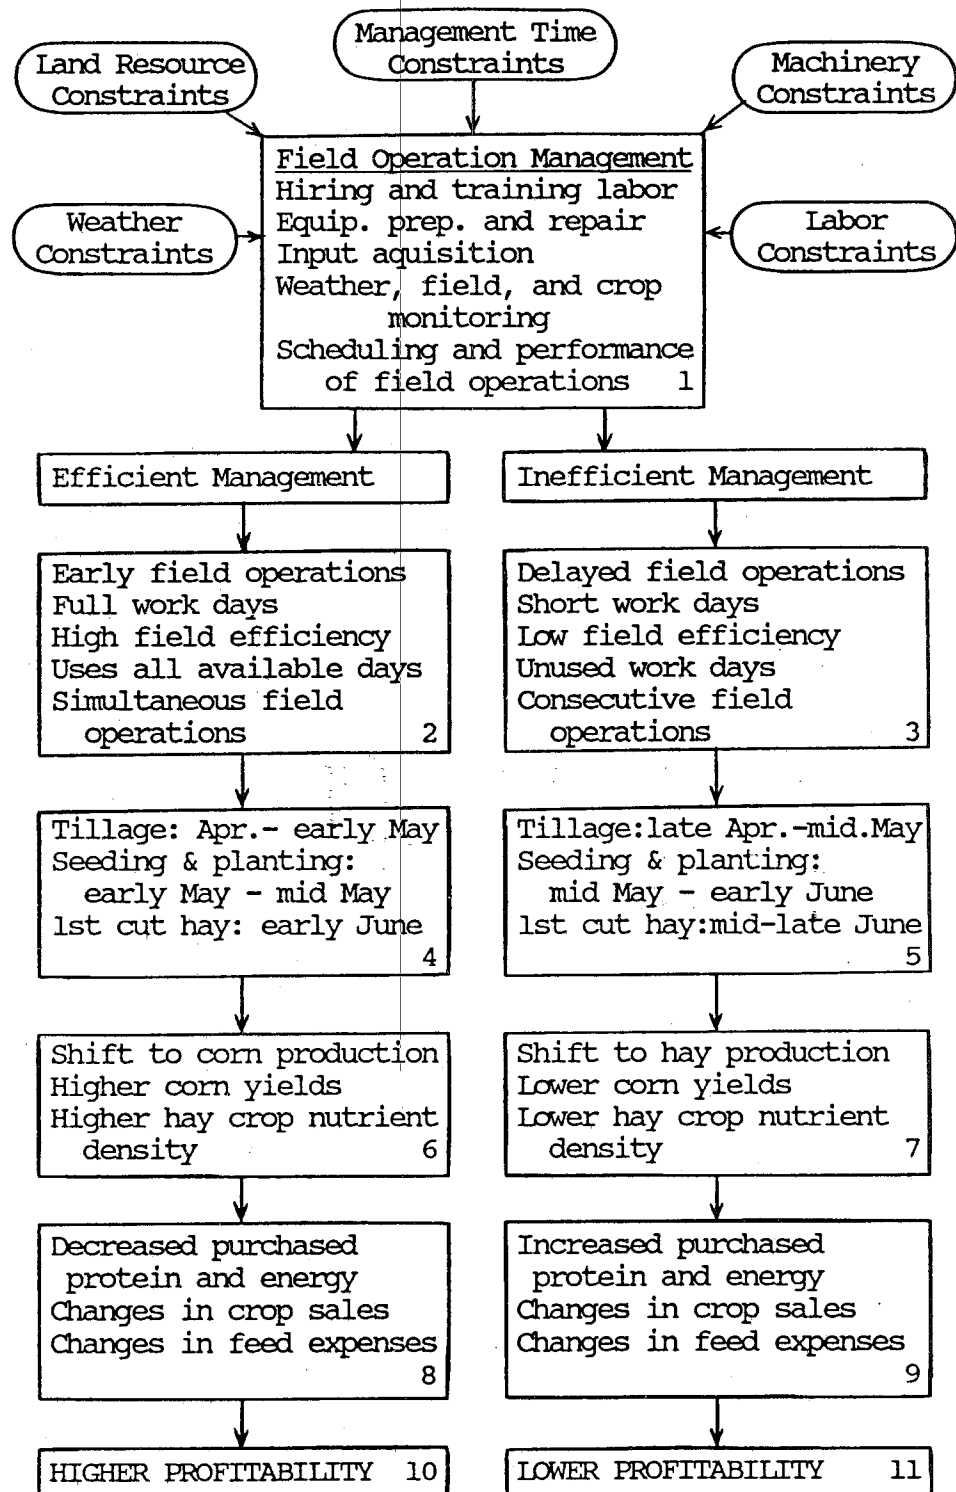 Management Time
Constraints
Land Resource
Constraints
Machinery
Constraints
Weather
Constraints
Labor
Constraints
Field Operation Management
Hiring and training labor
Equip. prep. and repair
Input aquisition
Weather, field, and crop
monitoring
Scheduling and performance
of field operations 1
Efficient Management
Inefficient Management
Early field operations
Full work days
High field efficiency
Uses all available days
Simultaneous field
operations 2
Delayed field operations
Short work days
Low field efficiency
Unused work days
Consecutive field
operations 3
Tillage: Apr.- early May
Seeding & planting:
early May - mid May
1st cut hay: early June
4
Tillage:late Apr.-mid.May
Seeding & planting:
mid May - early June
1st cut hay:mid-late June
5
Shift to corn production
Higher corn yields
Higher hay crop nutrient
density 6
Shift to hay production
Lower corn yields
Lower hay crop nutrient
density 7
Decreased purchased
protein and energy
Changes in crop sales
Changes in feed expenses
8
Increased purchased
protein and energy
Changes in crop sales
Changes in feed expenses
9
HIGHER PROFITABILITY 10
LOWER PROFITABILITY 11